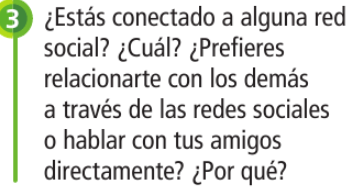 3 ¿Estás conectado a alguna red
social? ¿Cuál? ¿Prefieres
relacionarte con los demás
a través de las redes sociales
o hablar con tus amigos
directamente? ¿Por qué?